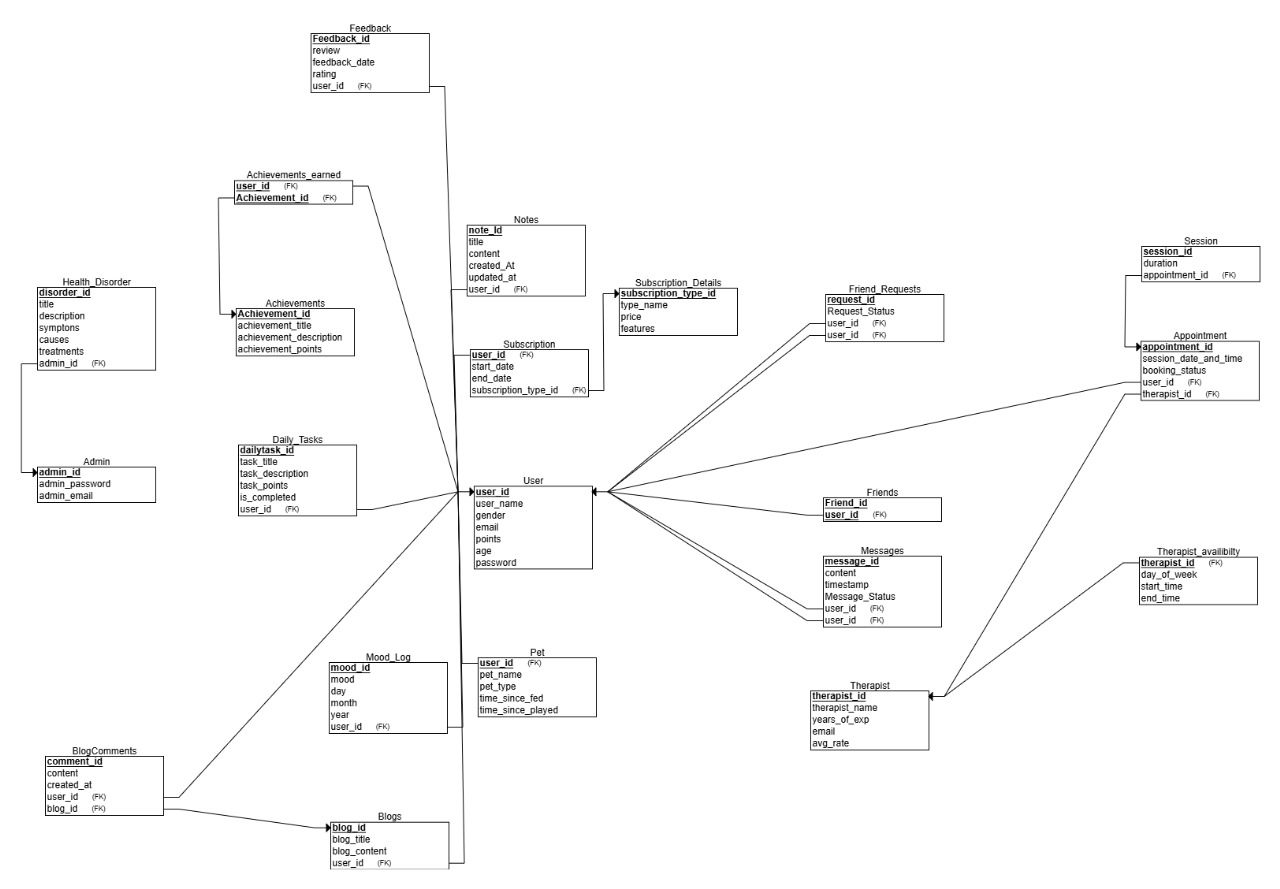 Feedback
Feedback_id
review
feedback_date
rating
user_id (FK)
Achievements_earned
user_id (FK)
Achievement_id (FK)
Notes
note_Id
title
content
created_At
updated_at
user_id (FK)
Session
session_id
duration
appointment_id (FK)
Health_Disorder
disorder_id
title
description
symptons
causes
treatments
admin_id (FK)
Achievements
Achievement_id
achievement_title
achievement_description
achievement_points
Subscription_Details
subscription_type_id
type_name
price
features
Friend_Requests
request_id
Request_Status
user_id (FK)
user_id (FK)
Subscription
user_id (FK)
start_date
end_date
subscription_type_id (FK)
Appointment
appointment_id
session_date_and_time
booking_status
user_id (FK)
therapist_id (FK)
Daily_Tasks
dailytask_id
task_title
task_description
task_points
is_completed
user_id (FK)
Admin
admin_id
admin_password
admin_email
User
user_id
user_name
gender
email
points
age
password
Friends
Friend_id
user_id (FK)
Messages
message_id
content
timestamp
Message_Status
user_id (FK)
user_id (FK)
Therapist_availibilty
therapist_id (FK)
day_of_week
start_time
end_time
Mood_Log
mood_id
mood
day
month
year
user_id (FK)
Pet
user_id (FK)
pet_name
pet_type
time_since_fed
time_since_played
Therapist
therapist_id
therapist_name
years_of_exp
email
avg_rate
BlogComments
comment_id
content
created_at
user_id (FK)
blog_id (FK)
Blogs
blog_id
blog_title
blog_content
user_id (FK)